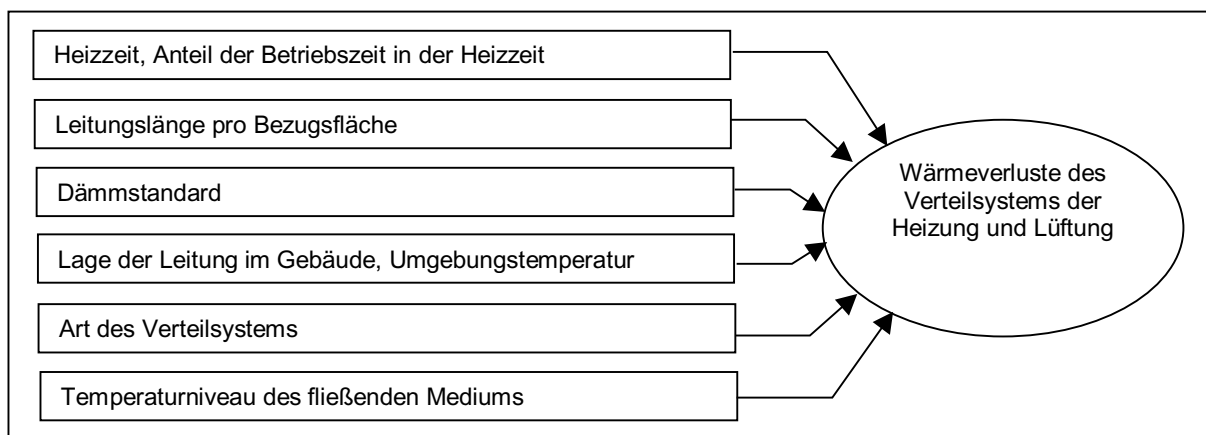 Heizzeit, Anteil der Betriebszeit in der Heizzeit
Leitungslänge pro Bezugsfläche
Dämmstandard
Lage der Leitung im Gebäude, Umgebungstemperatur
Art des Verteilsystems
Temperaturniveau des fließenden Mediums
Wärmeverluste des
Verteilsystems der
Heizung und Lüftung